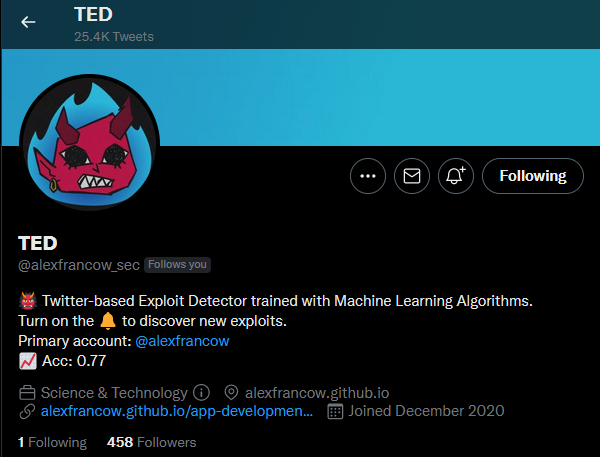 TED
25.4K Tweets
Following
TED
@alexfrancow_sec Follows you
👹 Twitter-based Exploit Detector trained with Machine Learning Algorithms.
Turn on the 🔔 to discover new exploits.
Primary account: @alexfrancow
📈 Acc: 0.77
Science & Technology alexfrancow.github.io
alexfrancow.github.io/app-developmen... Joined December 2020
1 Following 458 Followers